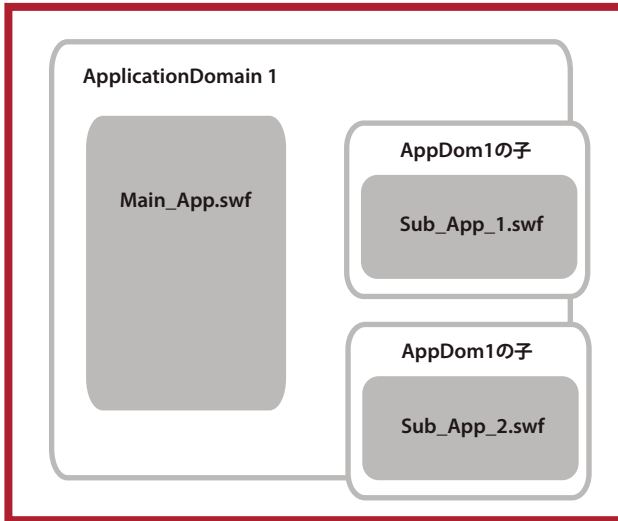 ApplicationDomain 1
Main_App.swf
AppDom1の子
Sub_App_1.swf
AppDom1の子
Sub_App_2.swf